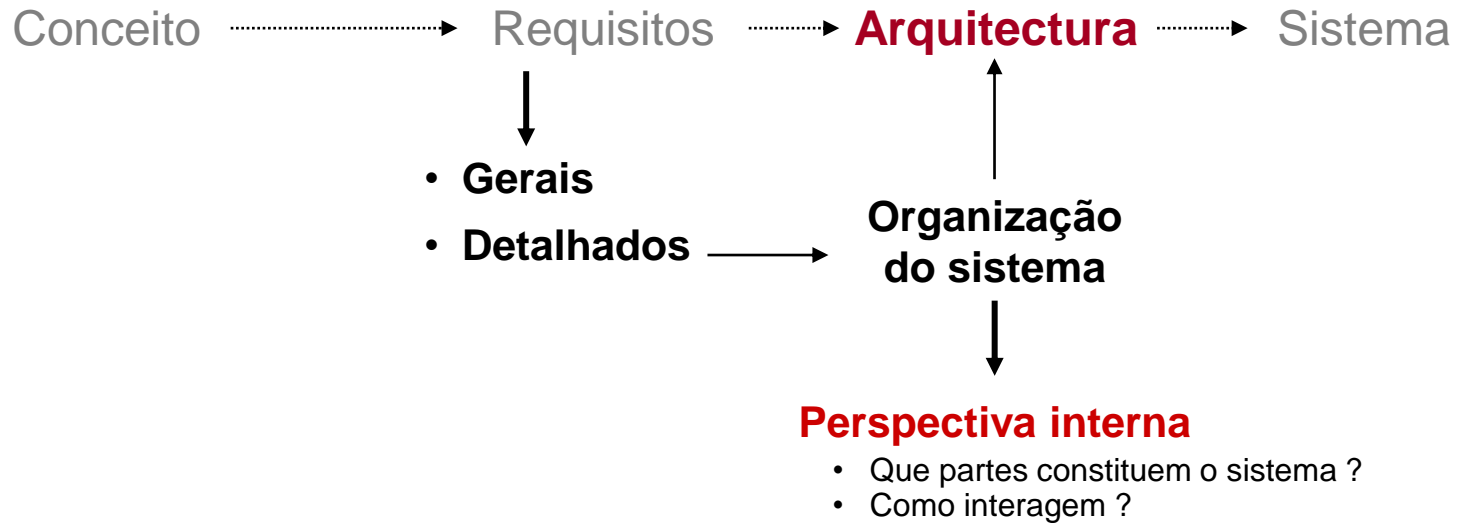 Conceito Requisitos Arquitectura Sistema
• Gerais
• Detalhados
Organização
do sistema
Perspectiva interna
• Que partes constituem o sistema ?
• Como interagem ?